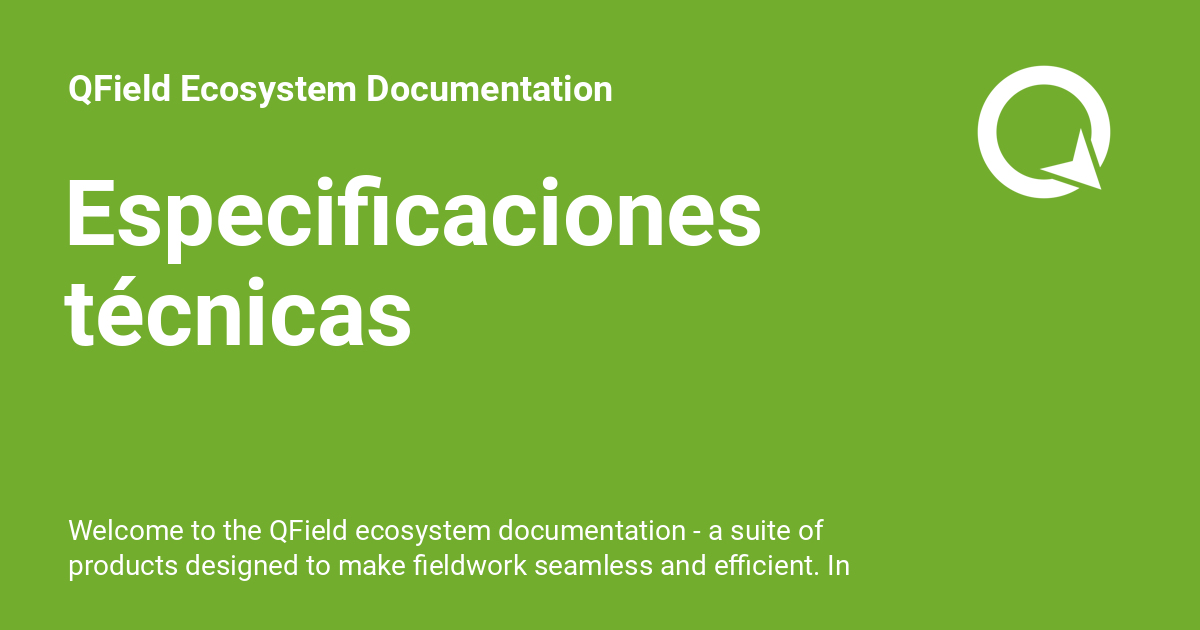 QField Ecosystem Documentation
Especificaciones
técnicas
Welcome to the QField ecosystem documentation - a suite of
products designed to make fieldwork seamless and efficient. In